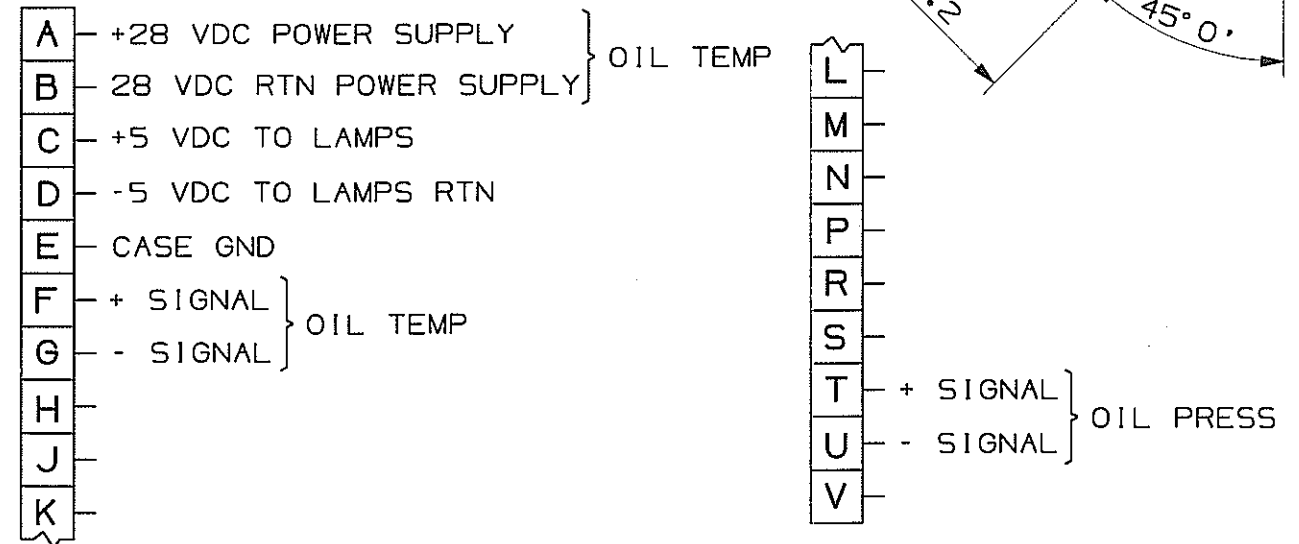 A +28 VDC POWER SUPPLY
B 28 VDC RTN POWER SUPPLY
OIL TEMP
C +5 VDC TO LAMPS
D -5 VDC TO LAMPS RTN
E CASE GND
F + SIGNAL
G - SIGNAL
OIL TEMP
H
J
K
L
M
N
P
R
S
T + SIGNAL
U - SIGNAL
OIL PRESS
V
.2
45° 0'